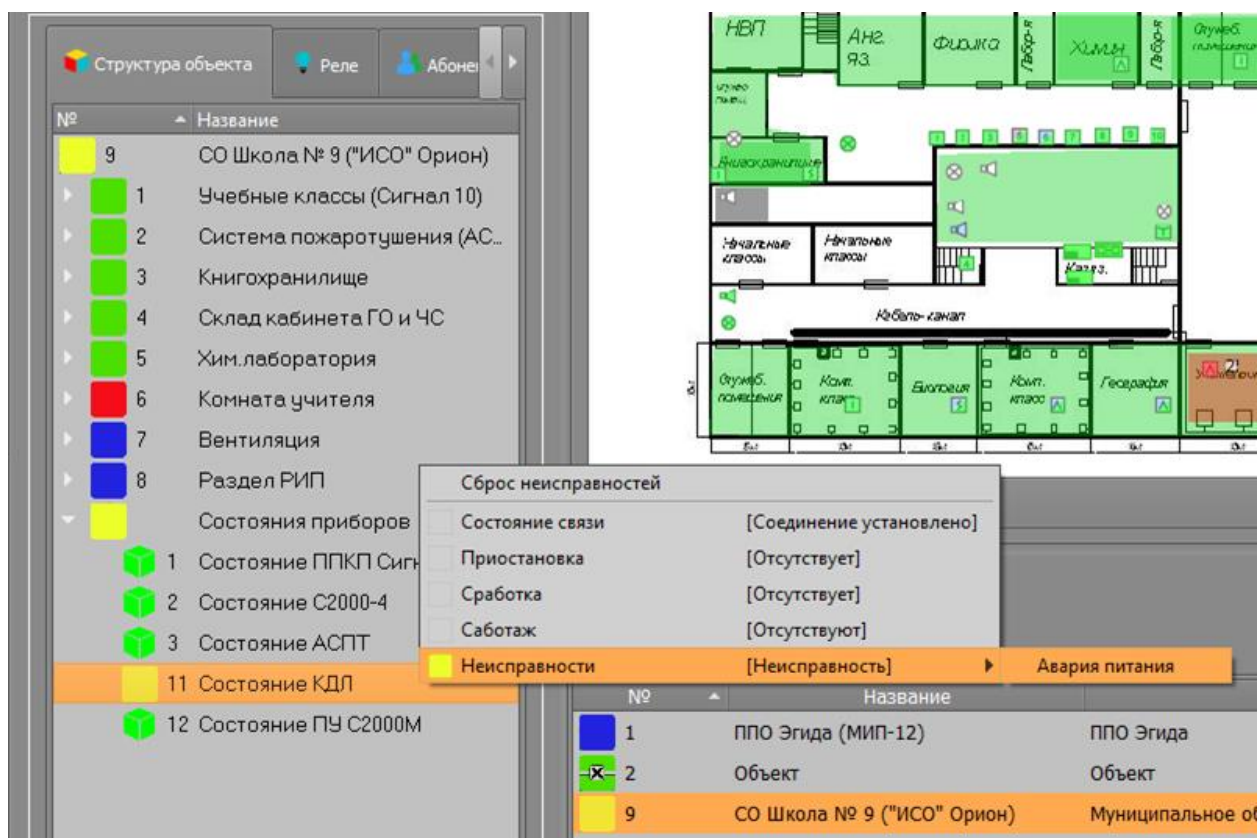 Структура объекта
Реле
Абонен
№ Название
9 СО Школа № 9 ("ИСО" Орион)
1 Учебные классы (Сигнал 10)
2 Система пожаротушения (АС...
3 Книгохранилище
4 Склад кабинета ГО и ЧС
5 Хим.лаборатория
6 Комната учителя
7 Вентиляция
8 Раздел РИП
Состояния приборов
1 Состояние ППКП Сигн
2 Состояние С2000-4
3 Состояние АСПТ
11 Состояние КДЛ
12 Состояние ПУ С2000М
НВП
Анг. яз.
Физика
Лабор-я
Химия
Лабор-я
Служеб.
Книгохранилище
Начальные классы
Начальные классы
Кабель-канал
Служеб. помещения
Комп. класс
Биология
Комп. класс
География
Сброс неисправностей
Состояние связи [Соединение установлено]
Приостановка [Отсутствует]
Сработка [Отсутствует]
Саботаж [Отсутствуют]
Неисправности [Неисправность]
Авария питания
№ Название
1 ППО Эгида (МИП-12) ППО Эгида
2 Объект Объект
9 СО Школа № 9 ("ИСО" Орион) Муниципальное об